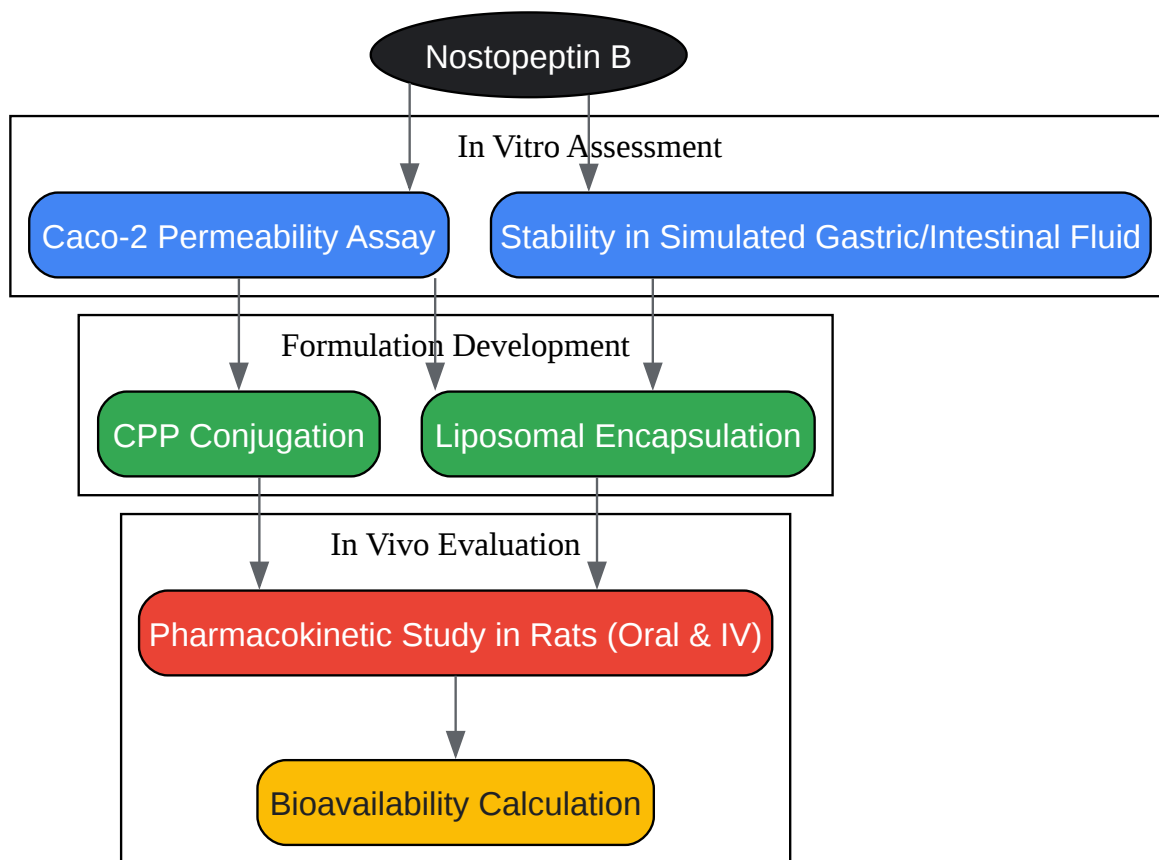 Nostopeptin B
In Vitro Assessment
Caco-2 Permeability Assay
Stability in Simulated Gastric/Intestinal Fluid
Formulation Development
CPP Conjugation
Liposomal Encapsulation
In Vivo Evaluation
Pharmacokinetic Study in Rats (Oral & IV)
Bioavailability Calculation